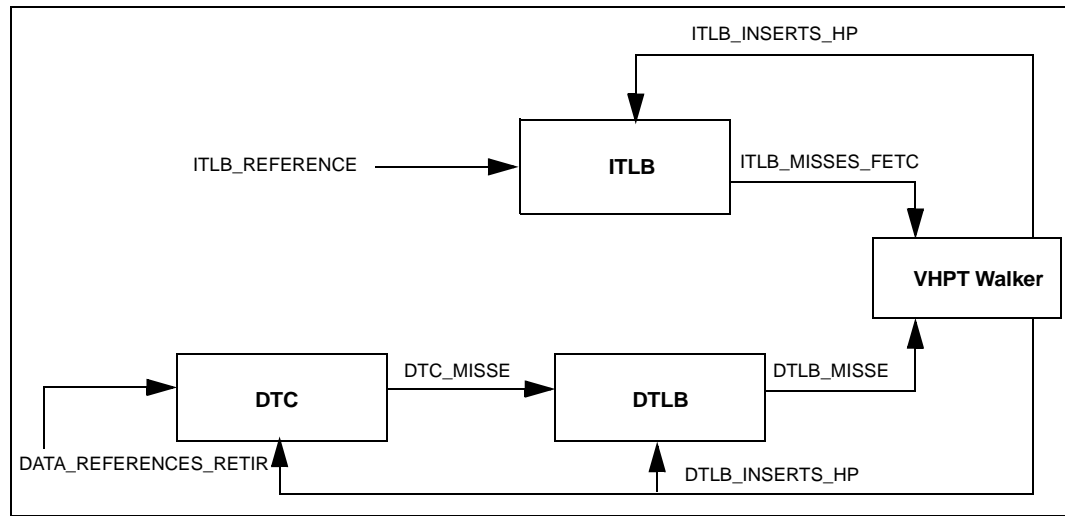 ITLB_INSERTS_HP
ITLB_REFERENCE
ITLB
ITLB_MISSES_FETC
VHPT Walker
DTC_MISSE
DTLB_MISSE
DTC
DTLB
DATA_REFERENCES_RETIR
DTLB_INSERTS_HP